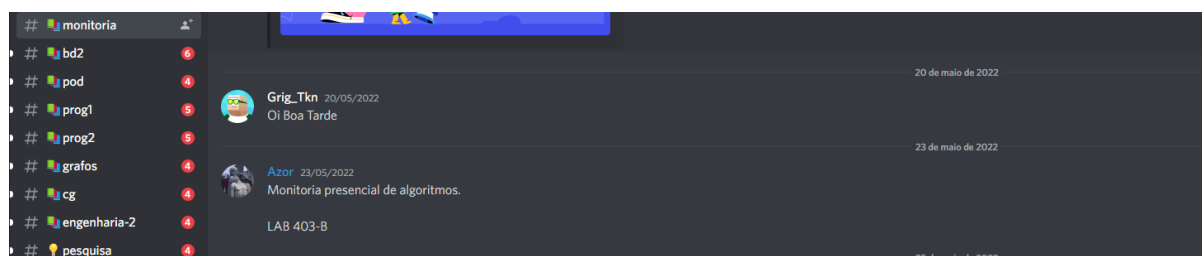 # monitoria
# bd2 6
# pod 4
# prog1 5
# prog2 5
# grafos 4
# cg 4
# engenharia-2 4
# pesquisa 4
20 de maio de 2022
Grig_Tkn 20/05/2022
Oi Boa Tarde
23 de maio de 2022
Azor 23/05/2022
Monitoria presencial de algoritmos.
LAB 403-B